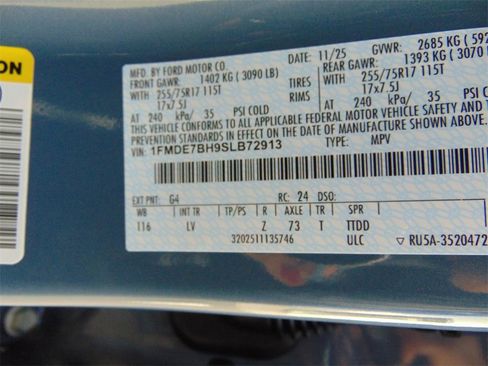 ON
MFD. BY FORD MOTOR CO.
DATE: 11/25 GVWR: 2685 KG (592
FRONT GAWR: 1402 KG ( 3090 LB) REAR GAWR: 1393 KG (3070
WITH 255/75R17 115T TIRES WITH 255/75R17 115T
17x7.5J RIMS 17x7.5J
AT 240 kPa/ 35 PSI COLD AT 240 kPa/ 35 PSI COLD
THIS VEHICLE CONFORMS TO ALL APPLICABLE FEDERAL MOTOR VEHICLE SAFETY AND
PREVENTION STANDARDS IN EFFECT ON THE DATE OF MANUFACTURE SHOWN
VIN: 1FMDE7BH9SLB72913 TYPE: MPV
EXT PNT: G4 RC: 24 DSO:
WB INT TR TP/PS R AXLE TR SPR
116 LV Z 73 T TTDD
3202511135746 ULC ▽ RU5A-3520472